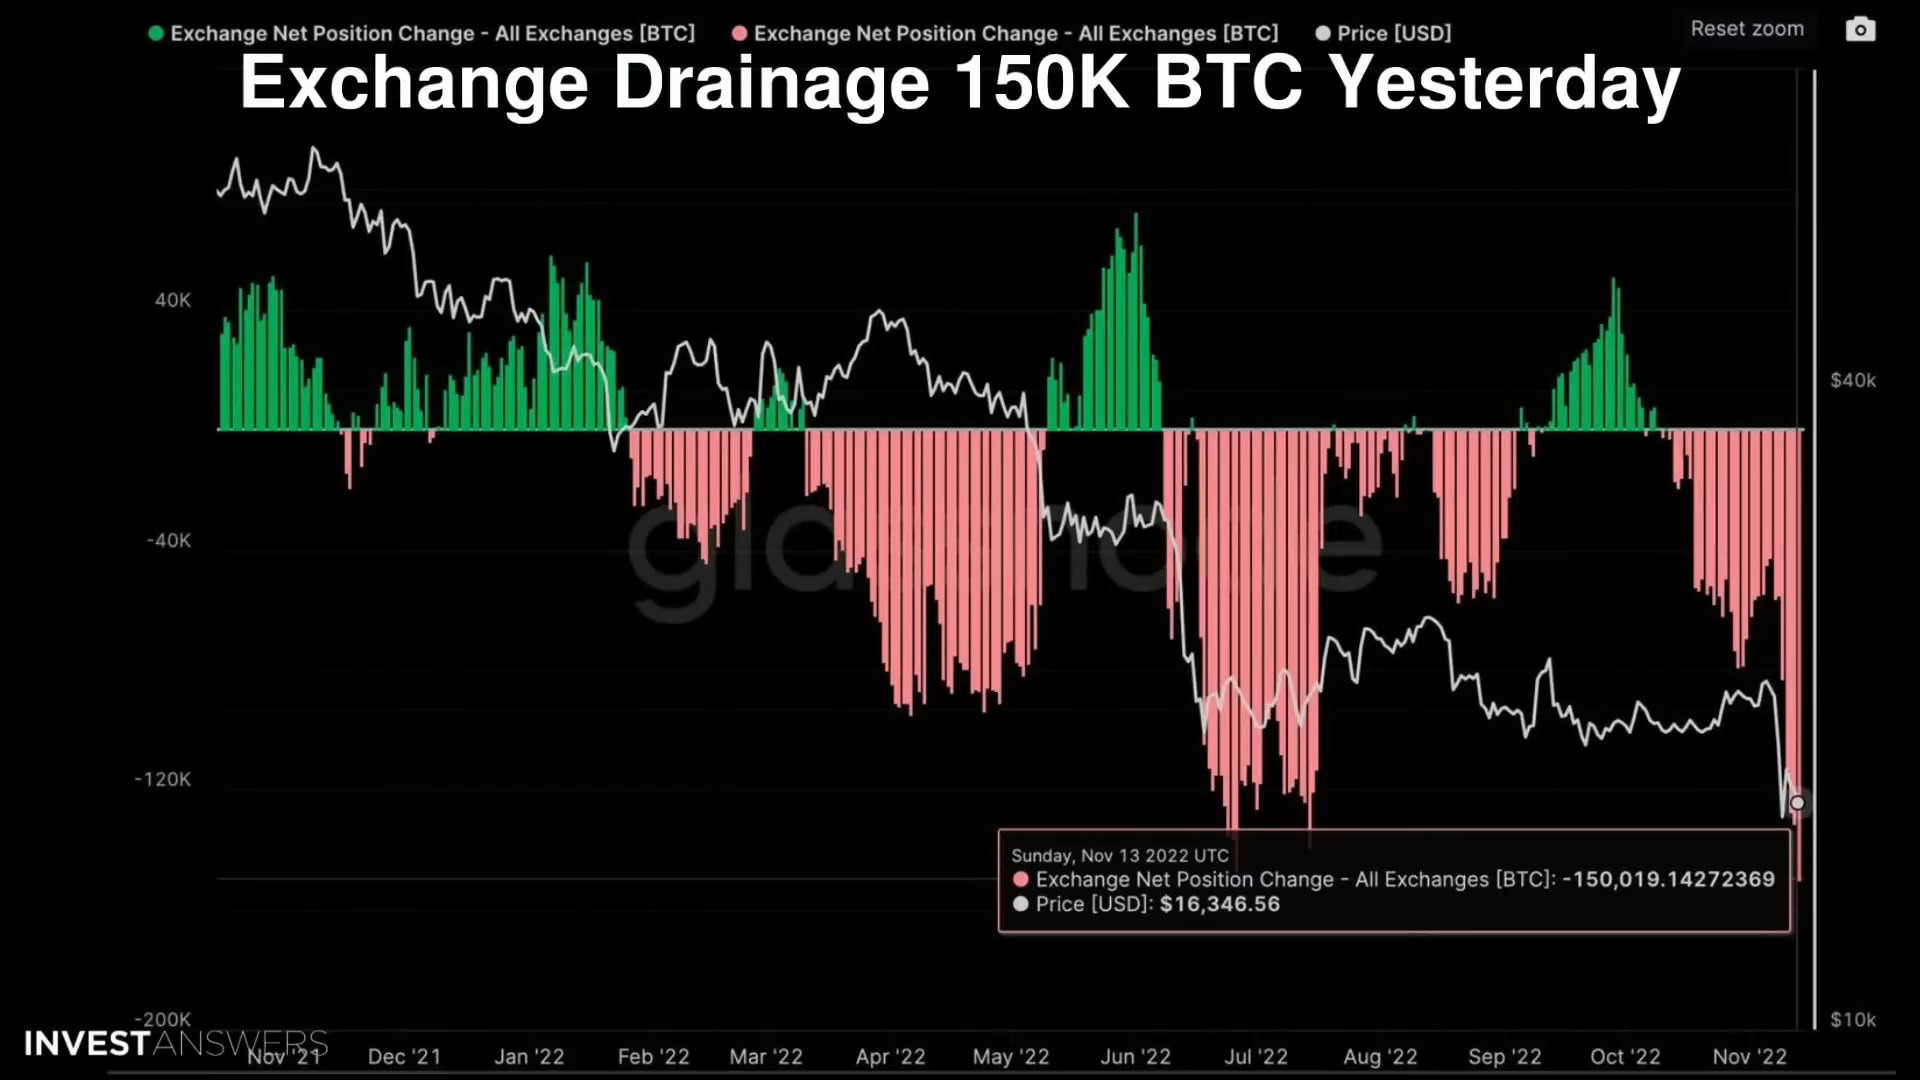 Exchange Net Position Change - All Exchanges [BTC] Exchange Net Position Change - All Exchanges [BTC] Price [USD] Reset zoom
Exchange Drainage 150K BTC Yesterday
40K
$40k
-40K
glassnode
-120K
Sunday, Nov 13 2022 UTC
Exchange Net Position Change - All Exchanges [BTC]: -150,019.14272369
Price [USD]: $16,346.56
-200K
$10k
INVESTANSWERS
Nov '21 Dec '21 Jan '22 Feb '22 Mar '22 Apr '22 May '22 Jun '22 Jul '22 Aug '22 Sep '22 Oct '22 Nov '22